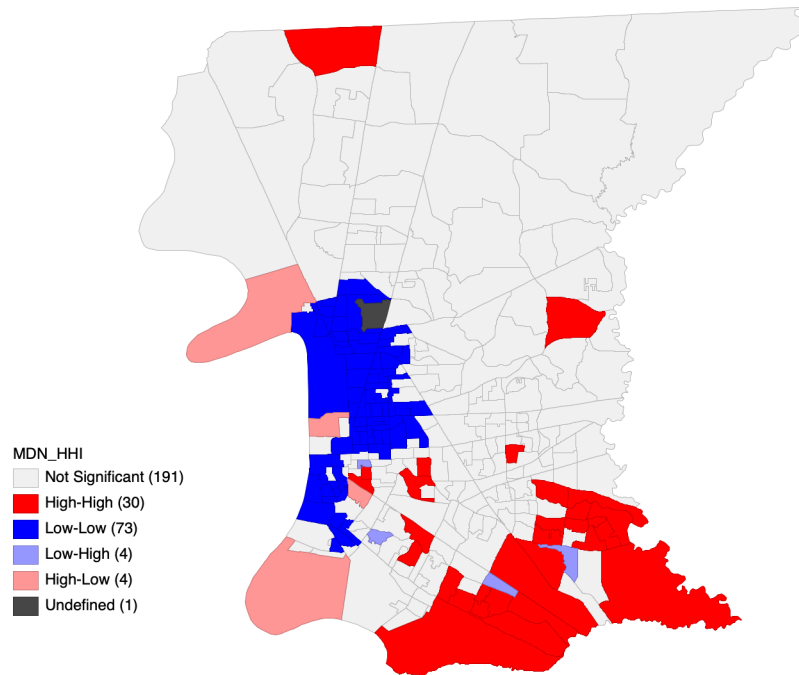 MDN_HHI
Not Significant (191)
High-High (30)
Low-Low (73)
Low-High (4)
High-Low (4)
Undefined (1)